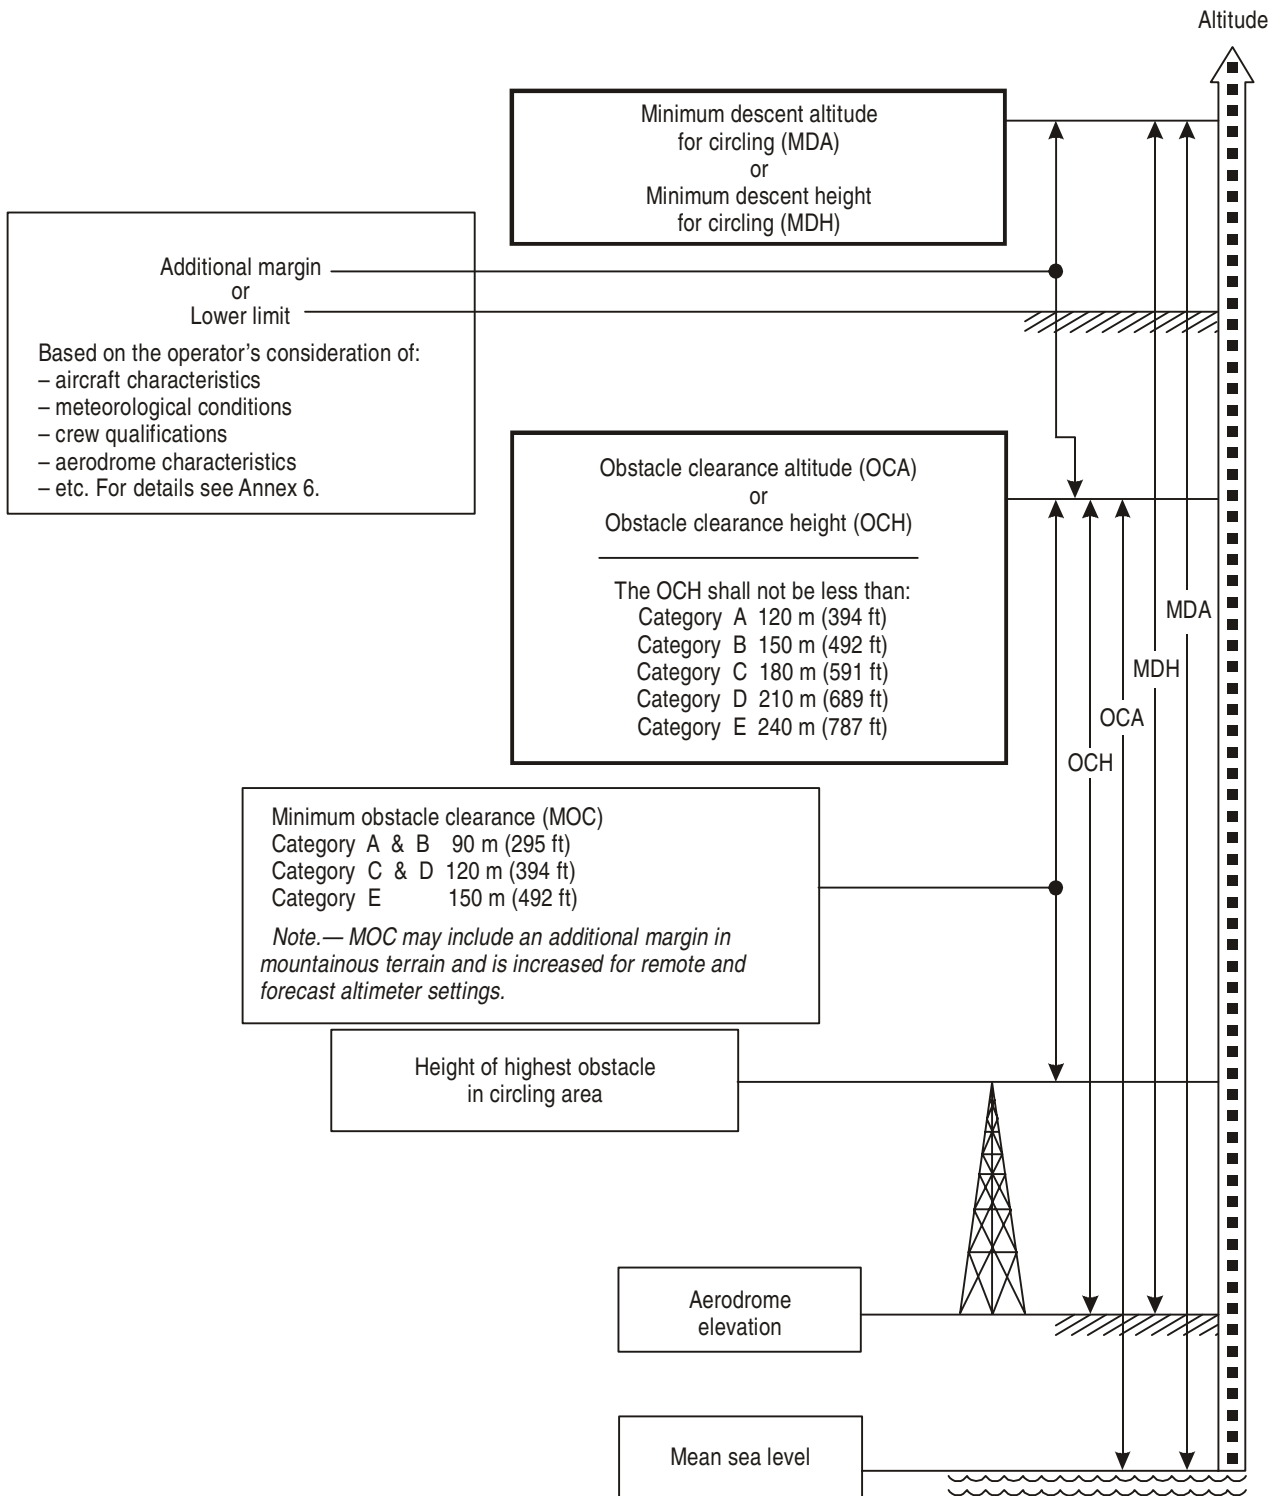 Altitude
Minimum descent altitude
for circling (MDA)
or
Minimum descent height
for circling (MDH)
Additional margin
or
Lower limit
Based on the operator's consideration of:
– aircraft characteristics
– meteorological conditions
– crew qualifications
– aerodrome characteristics
– etc. For details see Annex 6.
Obstacle clearance altitude (OCA)
or
Obstacle clearance height (OCH)
The OCH shall not be less than:
Category A 120 m (394 ft)
Category B 150 m (492 ft)
Category C 180 m (591 ft)
Category D 210 m (689 ft)
Category E 240 m (787 ft)
MDA
MDH
OCA
OCH
Minimum obstacle clearance (MOC)
Category A & B 90 m (295 ft)
Category C & D 120 m (394 ft)
Category E 150 m (492 ft)
Note.— MOC may include an additional margin in
mountainous terrain and is increased for remote and
forecast altimeter settings.
Height of highest obstacle
in circling area
Aerodrome
elevation
Mean sea level